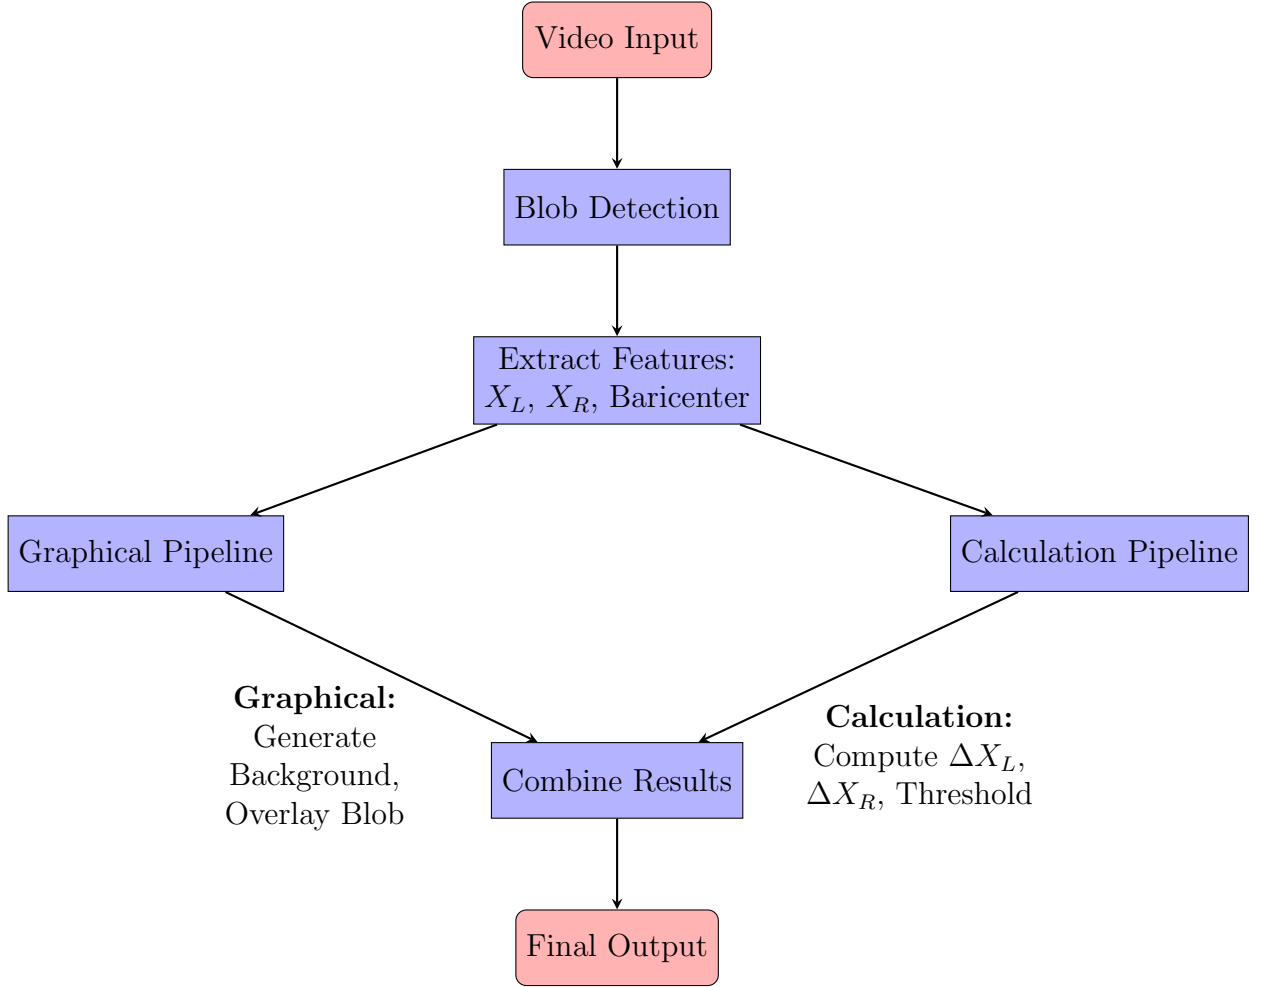 Video Input
Blob Detection
Extract Features:
X_L, X_R, Baricenter
Graphical Pipeline
Calculation Pipeline
Graphical:
Generate
Background,
Overlay Blob
Combine Results
Calculation:
Compute ΔX_L,
ΔX_R, Threshold
Final Output